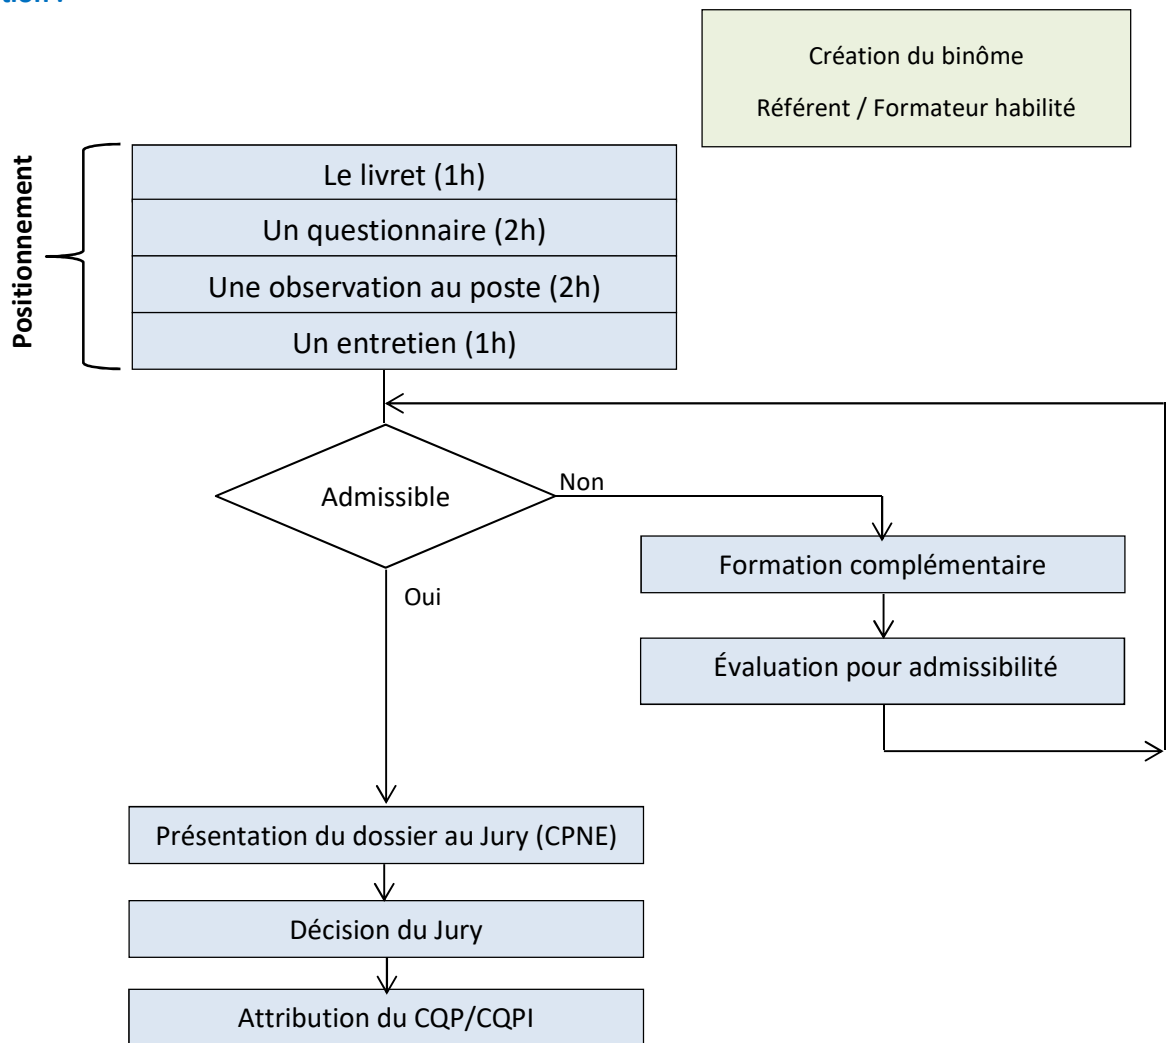 Création du binôme
Référent / Formateur habilité
Positionnement
Le livret (1h)
Un questionnaire (2h)
Une observation au poste (2h)
Un entretien (1h)
Admissible
Non
Formation complémentaire
Évaluation pour admissibilité
Oui
Présentation du dossier au Jury (CPNE)
Décision du Jury
Attribution du CQP/CQPI